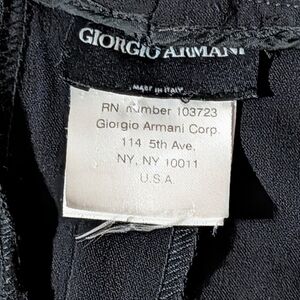 GIORGIO ARMANI
MADE IN ITALY
RN number 103723
Giorgio Armani Corp.
114 5th Ave.
NY, NY 10011
U.S.A.